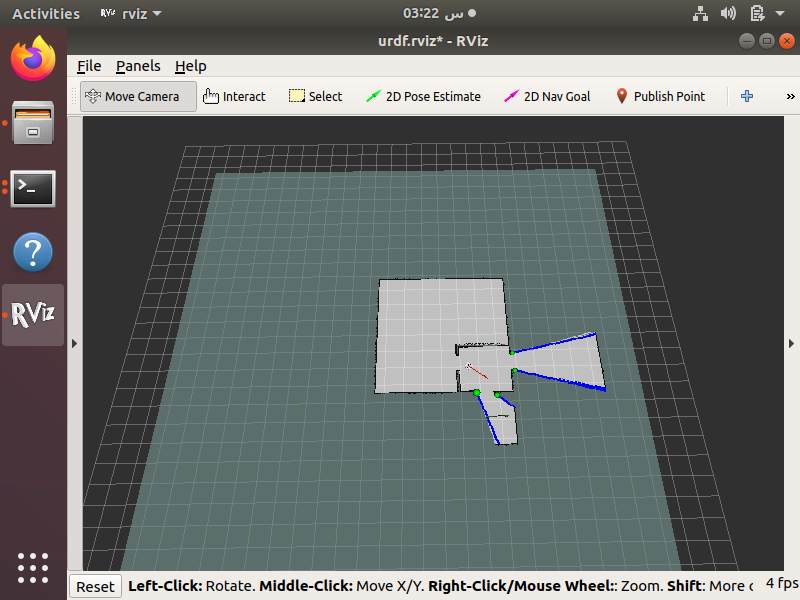 Activities RViz rviz س 03:22
urdf.rviz* - RViz
File Panels Help
Move Camera Interact Select 2D Pose Estimate 2D Nav Goal Publish Point »
RViz
Reset Left-Click: Rotate. Middle-Click: Move X/Y. Right-Click/Mouse Wheel:: Zoom. Shift: More o 4 fps